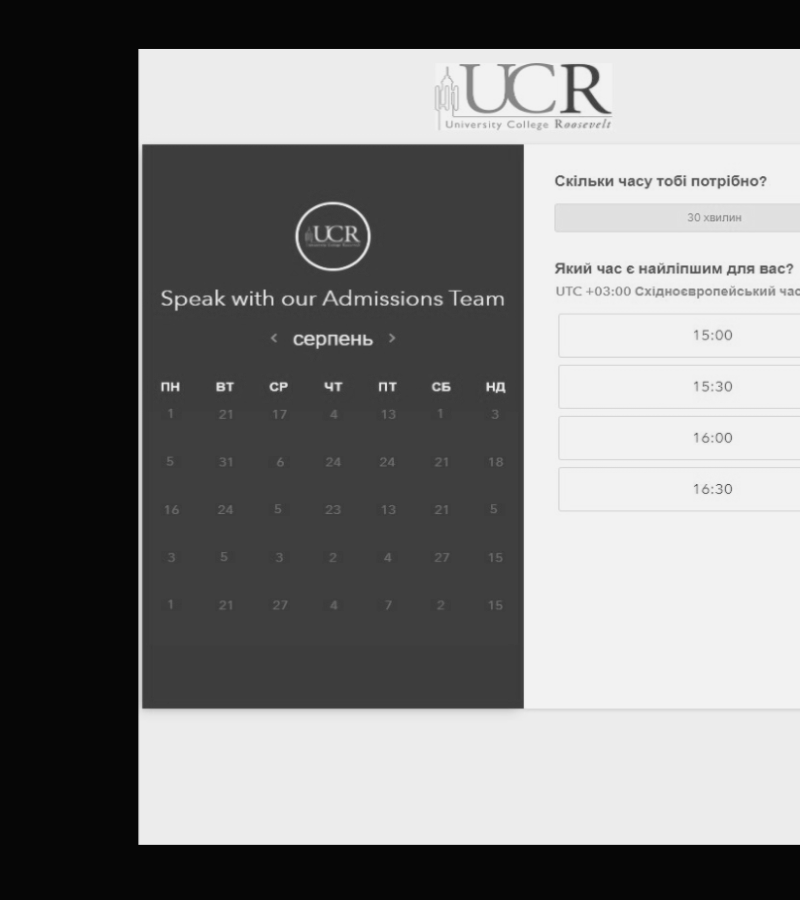 UCR
University College Roosevelt
UCR
Speak with our Admissions Team
< серпень >
ПН ВТ СР ЧТ ПТ СБ НД
1 21 17 4 13 1 3
5 31 6 24 24 21 18
16 24 5 23 13 21 5
3 5 3 2 4 27 15
1 21 27 4 7 2 15
Скільки часу тобі потрібно?
30 хвилин
Який час є найліпшим для вас?
UTC +03:00 Східноєвропейський час
15:00
15:30
16:00
16:30